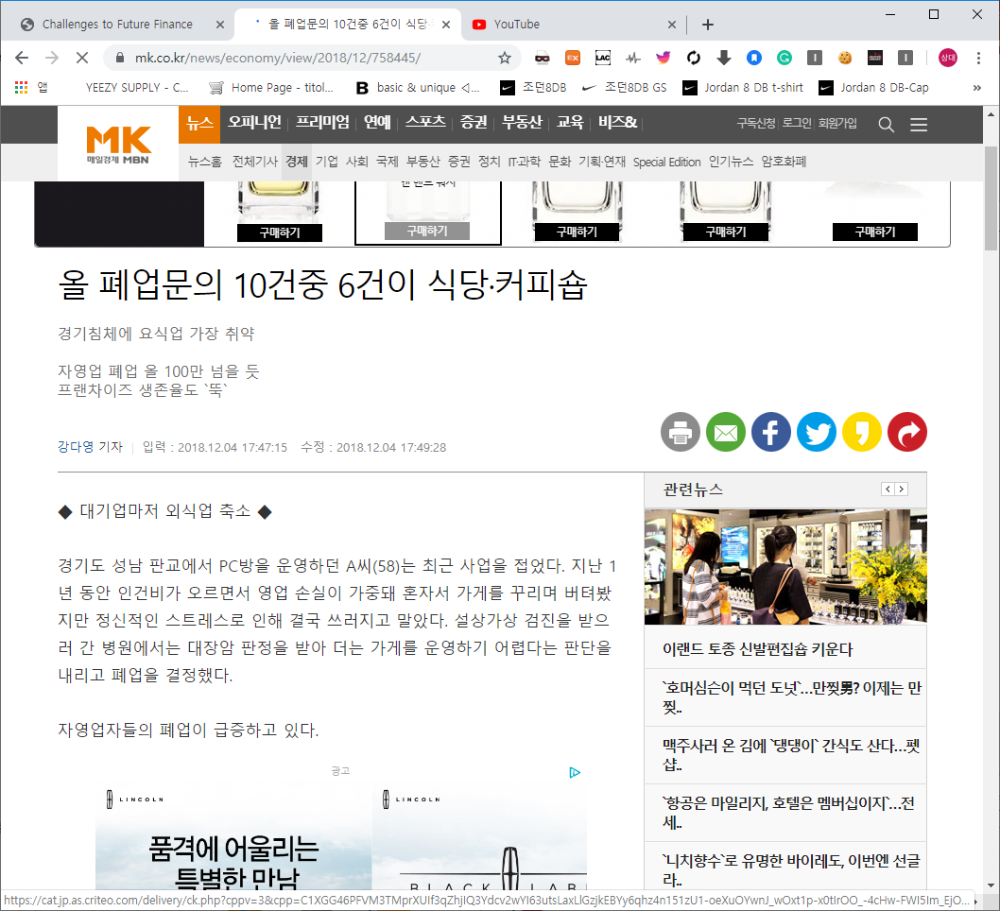 Challenges to Future Finance
올 폐업문의 10건중 6건이 식당·
YouTube
mk.co.kr/news/economy/view/2018/12/758445/
EX
LAC
상대
앱
YEEZY SUPPLY - C...
Home Page - titol...
B
basic & unique ◁...
조던8DB
조던8DB GS
Jordan 8 DB t-shirt
Jordan 8 DB-Cap
»
MK
매일경제 MBN
뉴스
오피니언
프리미엄
연예
스포츠
증권
부동산
교육
비즈&
구독신청
로그인
회원가입
뉴스홈
전체기사
경제
기업
사회
국제
부동산
증권
정치
IT·과학
문화
기획·연재
Special Edition
인기뉴스
암호화폐
구매하기
구매하기
구매하기
구매하기
구매하기
올 폐업문의 10건중 6건이 식당·커피숍
경기침체에 요식업 가장 취약
자영업 폐업 올 100만 넘을 듯
프랜차이즈 생존율도 `뚝`
강다영 기자
입력 : 2018.12.04 17:47:15
수정 : 2018.12.04 17:49:28
◆ 대기업마저 외식업 축소 ◆
경기도 성남 판교에서 PC방을 운영하던 A씨(58)는 최근 사업을 접었다. 지난 1
년 동안 인건비가 오르면서 영업 손실이 가중돼 혼자서 가게를 꾸리며 버텨봤
지만 정신적인 스트레스로 인해 결국 쓰러지고 말았다. 설상가상 검진을 받으
러 간 병원에서는 대장암 판정을 받아 더는 가게를 운영하기 어렵다는 판단을
내리고 폐업을 결정했다.
자영업자들의 폐업이 급증하고 있다.
광고
LINCOLN
품격에 어울리는
특별한 만남
LINCOLN
BLACK LAB
관련뉴스
이랜드 토종 신발편집숍 키운다
`호머심슨이 먹던 도넛`…만찢男? 이제는 만
찢..
맥주사러 온 김에 `댕댕이` 간식도 산다…펫
샵..
`항공은 마일리지, 호텔은 멤버십이지`…전
세..
`니치향수`로 유명한 바이레도, 이번엔 선글
라..
https://cat.jp.as.criteo.com/delivery/ck.php?cppv=3&cpp=C1XGG46PFVM3TMprXUIf3qZhjIQ3Ydcv2wYI63utsLaxLlGzjkEBYy6qhz4n151zU1-oeXuOYwnJ_wOxt1p-x0tIrOO_-4cHw-FWI5Im_EjO...